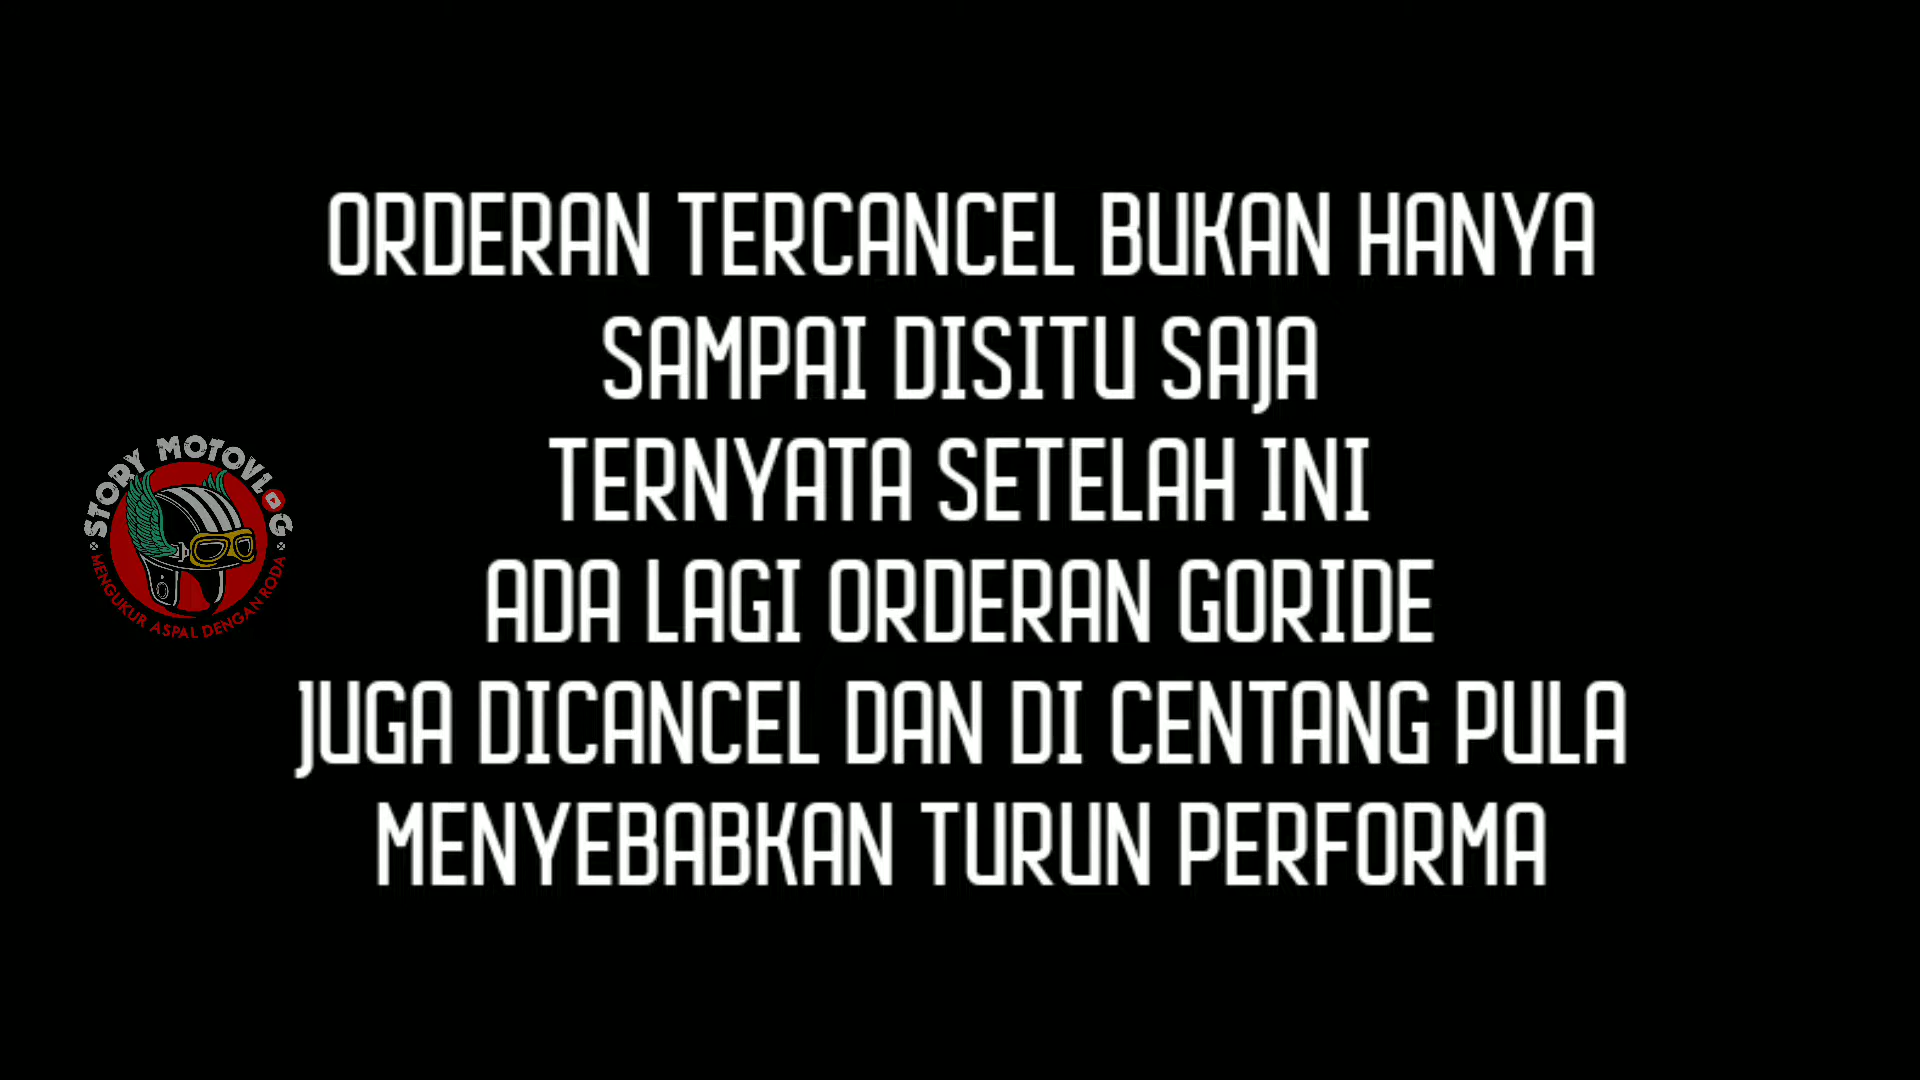 ORDERAN TERCANCEL BUKAN HANYA
SAMPAI DISITU SAJA
TERNYATA SETELAH INI
ADA LAGI ORDERAN GORIDE
JUGA DICANCEL DAN DI CENTANG PULA
MENYEBABKAN TURUN PERFORMA
STORY MOTOVLOG
MENGUKUR ASPAL DENGAN RODA